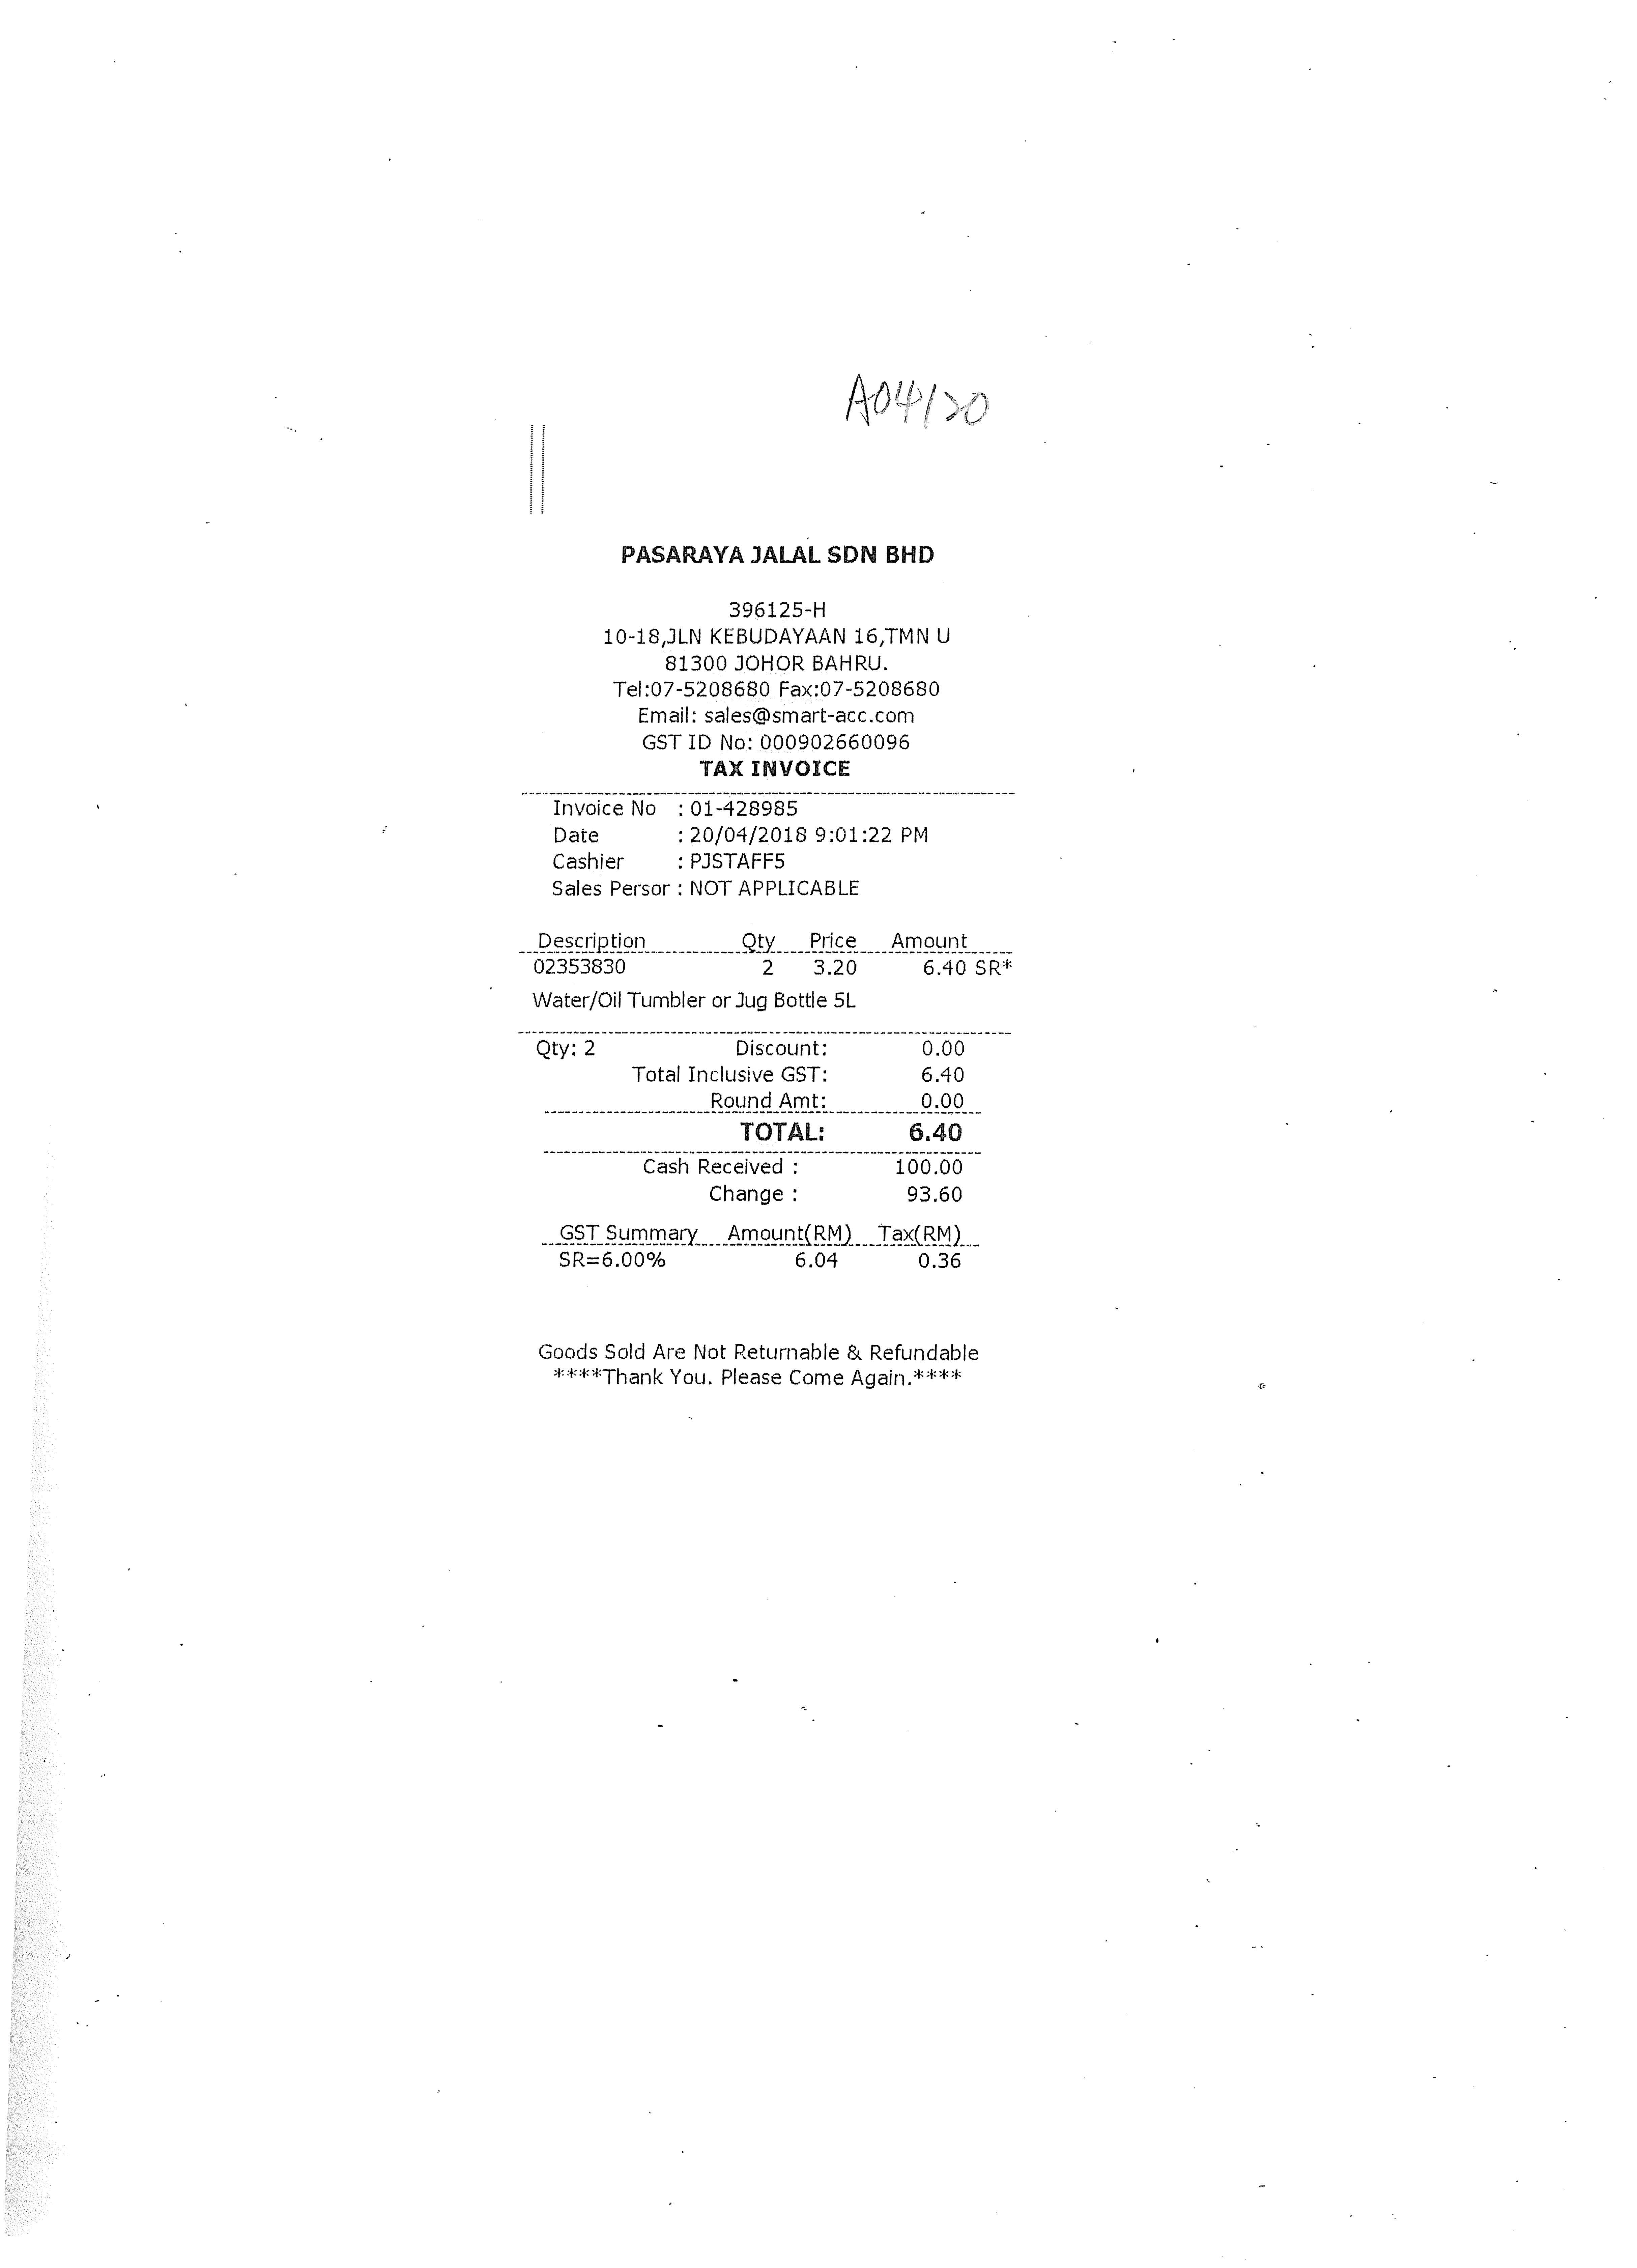 A04/20
PASARAYA JALAL SDN BHD
396125-H
10-18,JLN KEBUDAYAAN 16,TMN U
81300 JOHOR BAHRU.
Tel:07-5208680 Fax:07-5208680
Email: sales@smart-acc.com
GST ID No: 000902660096
TAX INVOICE
Invoice No : 01-428985
Date : 20/04/2018 9:01:22 PM
Cashier : PJSTAFF5
Sales Persor : NOT APPLICABLE
Description Qty Price Amount
02353830 2 3.20 6.40 SR*
Water/Oil Tumbler or Jug Bottle 5L
Qty: 2 Discount: 0.00
Total Inclusive GST: 6.40
Round Amt: 0.00
TOTAL: 6.40
Cash Received : 100.00
Change : 93.60
GST Summary Amount(RM) Tax(RM)
SR=6.00% 6.04 0.36
Goods Sold Are Not Returnable & Refundable
****Thank You. Please Come Again.****